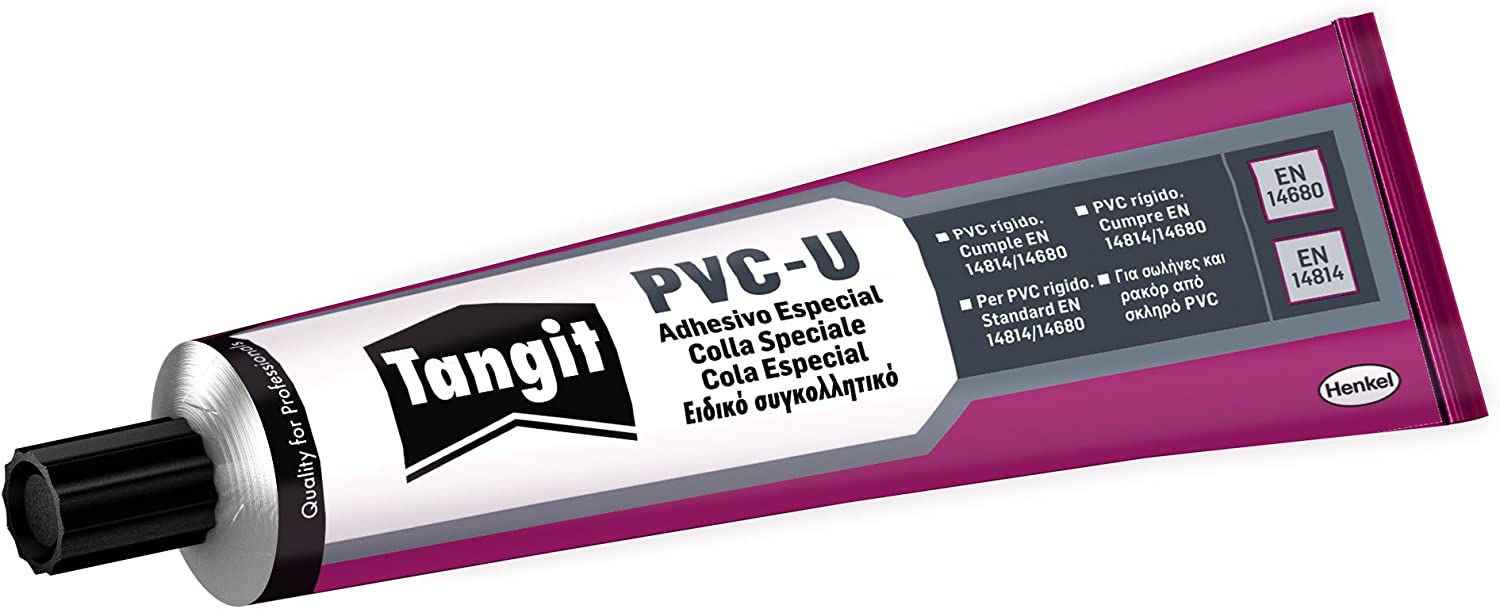 Quality for Professionals
Tangit
PVC-U
Adhesivo Especial
Colla Speciale
Cola Especial
Ειδικό συγκολλητικό
PVC rígido.
Cumple EN
14814/14680
PVC rígido.
Cumpre EN
14814/14680
Per PVC rigido.
Standard EN
14814/14680
Για σωλήνες και
ρακόρ από
σκληρό PVC
EN
14680
EN
14814
Henkel